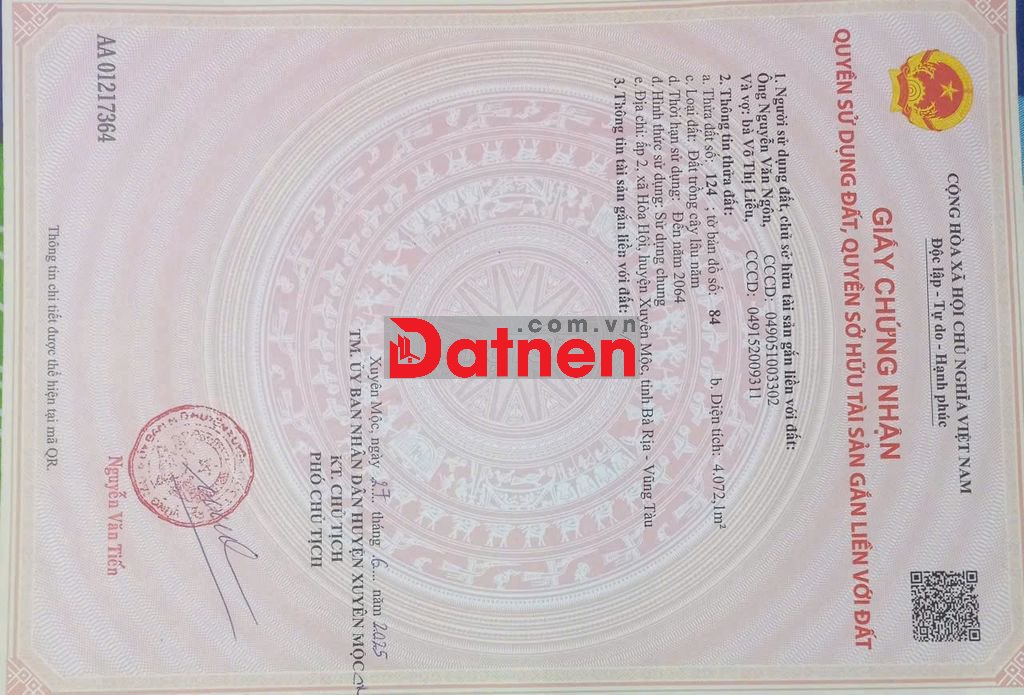 CỘNG HÒA XÃ HỘI CHỦ NGHĨA VIỆT NAM
Độc lập - Tự do - Hạnh phúc
GIẤY CHỨNG NHẬN
QUYỀN SỬ DỤNG ĐẤT, QUYỀN SỞ HỮU TÀI SẢN GẮN LIỀN VỚI ĐẤT
1. Người sử dụng đất, chủ sở hữu tài sản gắn liền với đất:
Ông Nguyễn Văn Ngôn, CCCD: 049051003302
Và vợ: bà Võ Thị Liễu, CCCD: 049152009311
2. Thông tin thửa đất:
a. Thửa đất số: 124 ; tờ bản đồ số: 84 b. Diện tích: 4.072,1m²
c. Loại đất: Đất trồng cây lâu năm
d. Thời hạn sử dụng: Đến năm 2064
đ. Hình thức sử dụng: Sử dụng chung
e. Địa chỉ: ấp 2, xã Hòa Hội, huyện Xuyên Mộc, tỉnh Bà Rịa - Vũng Tàu
3. Thông tin tài sản gắn liền với đất:
.com.vn
Datnen
Xuyên Mộc, ngày 27 tháng 6 năm 2025
TM. ỦY BAN NHÂN DÂN HUYỆN XUYÊN MỘC
KT. CHỦ TỊCH
PHÓ CHỦ TỊCH
Nguyễn Văn Tiến
AA 01217364
Thông tin chi tiết được thể hiện tại mã QR